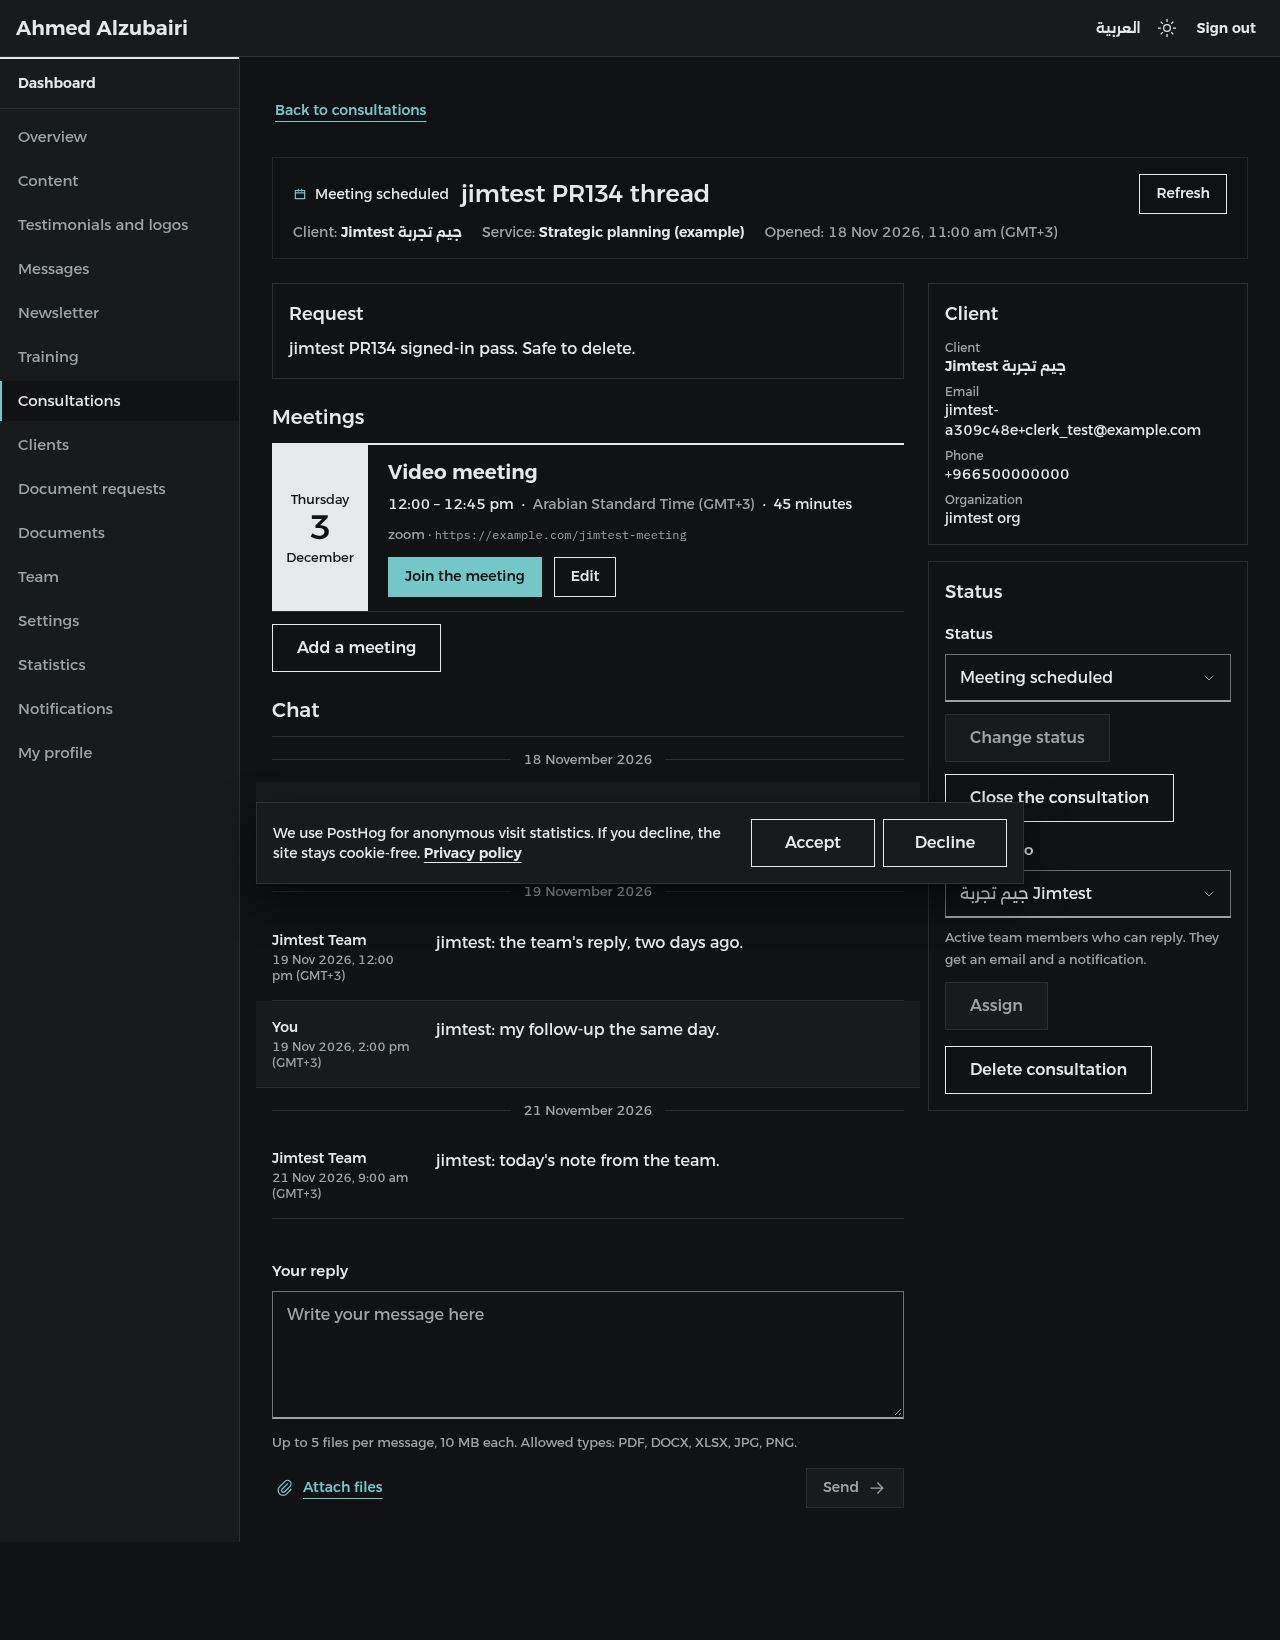 Ahmed Alzubairi
العربية
Sign out
Dashboard
Overview
Content
Testimonials and logos
Messages
Newsletter
Training
Consultations
Clients
Document requests
Documents
Team
Settings
Statistics
Notifications
My profile
Back to consultations
Meeting scheduled jimtest PR134 thread
Refresh
Client: Jimtest جيم تجربة Service: Strategic planning (example) Opened: 18 Nov 2026, 11:00 am (GMT+3)
Request
jimtest PR134 signed-in pass. Safe to delete.
Meetings
Thursday
3
December
Video meeting
12:00 – 12:45 pm · Arabian Standard Time (GMT+3) · 45 minutes
zoom · https://example.com/jimtest-meeting
Join the meeting
Edit
Add a meeting
Chat
18 November 2026
We use PostHog for anonymous visit statistics. If you decline, the
site stays cookie-free. Privacy policy
Accept
Decline
19 November 2026
Jimtest Team
19 Nov 2026, 12:00
pm (GMT+3)
jimtest: the team's reply, two days ago.
You
19 Nov 2026, 2:00 pm
(GMT+3)
jimtest: my follow-up the same day.
21 November 2026
Jimtest Team
21 Nov 2026, 9:00 am
(GMT+3)
jimtest: today's note from the team.
Your reply
Write your message here
Up to 5 files per message, 10 MB each. Allowed types: PDF, DOCX, XLSX, JPG, PNG.
Attach files
Send
Client
Client
Jimtest جيم تجربة
Email
jimtest-
a309c48e+clerk_test@example.com
Phone
+966500000000
Organization
jimtest org
Status
Status
Meeting scheduled
Change status
Close the consultation
جيم تجربة Jimtest
Active team members who can reply. They
get an email and a notification.
Assign
Delete consultation